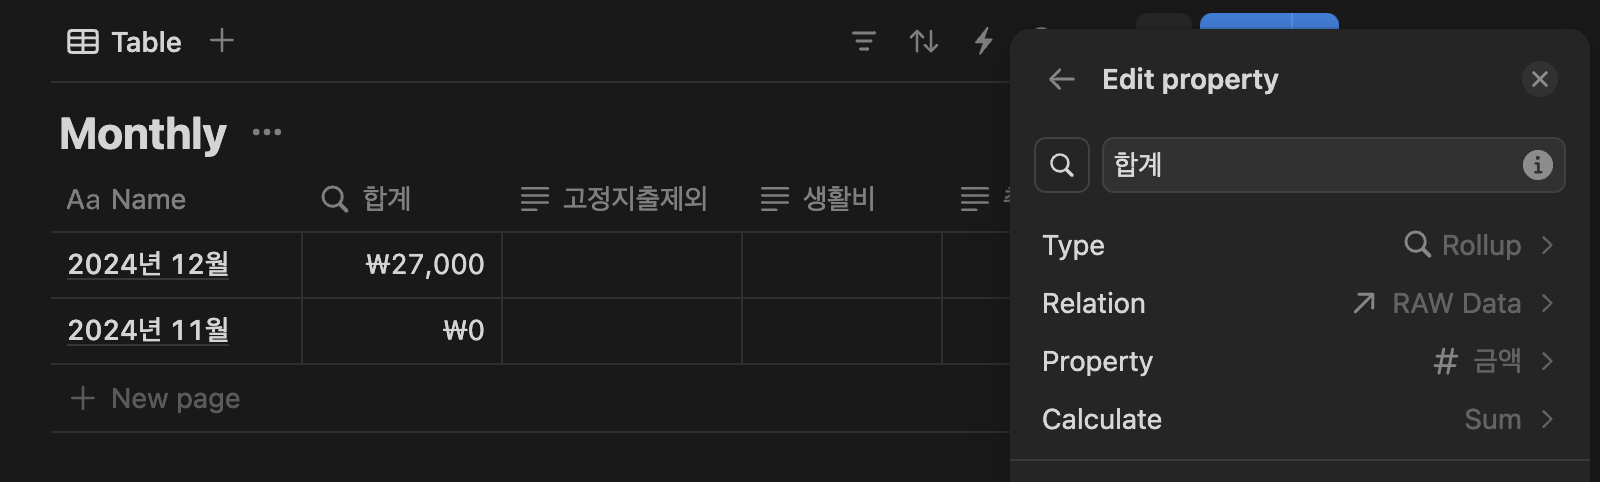 Table
Monthly
Aa Name 합계 고정지출제외 생활비
2024년 12월 ₩27,000
2024년 11월 ₩0
New page
Edit property
합계
Type Rollup
Relation RAW Data
Property # 금액
Calculate Sum